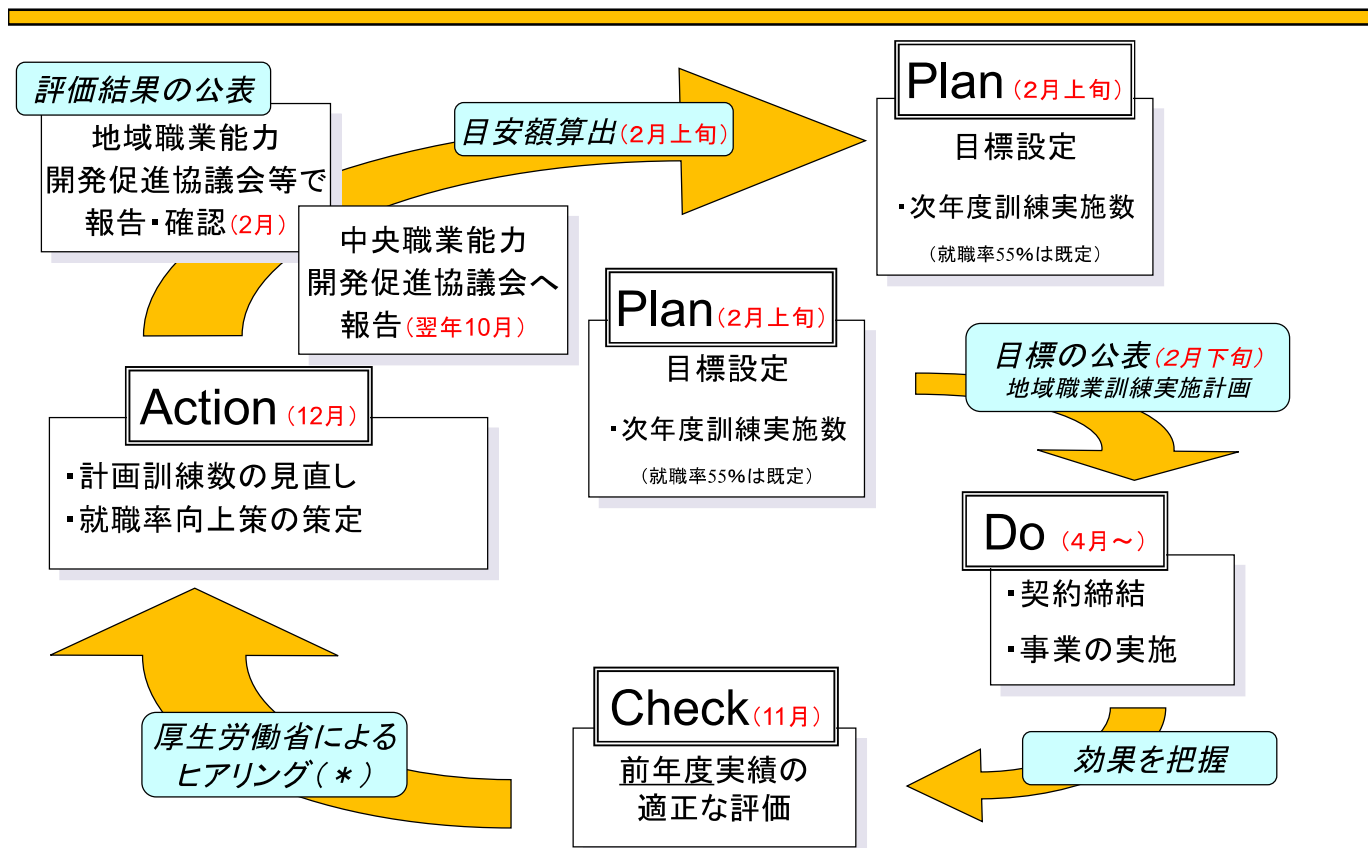 評価結果の公表
地域職業能力
開発促進協議会等で
報告・確認(2月)
中央職業能力
開発促進協議会へ
報告(翌年10月)
目安額算出(2月上旬)
Plan(2月上旬)
目標設定
・次年度訓練実施数
(就職率55%は既定)
Plan(2月上旬)
目標設定
・次年度訓練実施数
(就職率55%は既定)
目標の公表(2月下旬)
地域職業訓練実施計画
Do(4月～)
・契約締結
・事業の実施
効果を把握
Check(11月)
前年度実績の
適正な評価
厚生労働省による
ヒアリング(＊)
Action(12月)
・計画訓練数の見直し
・就職率向上策の策定